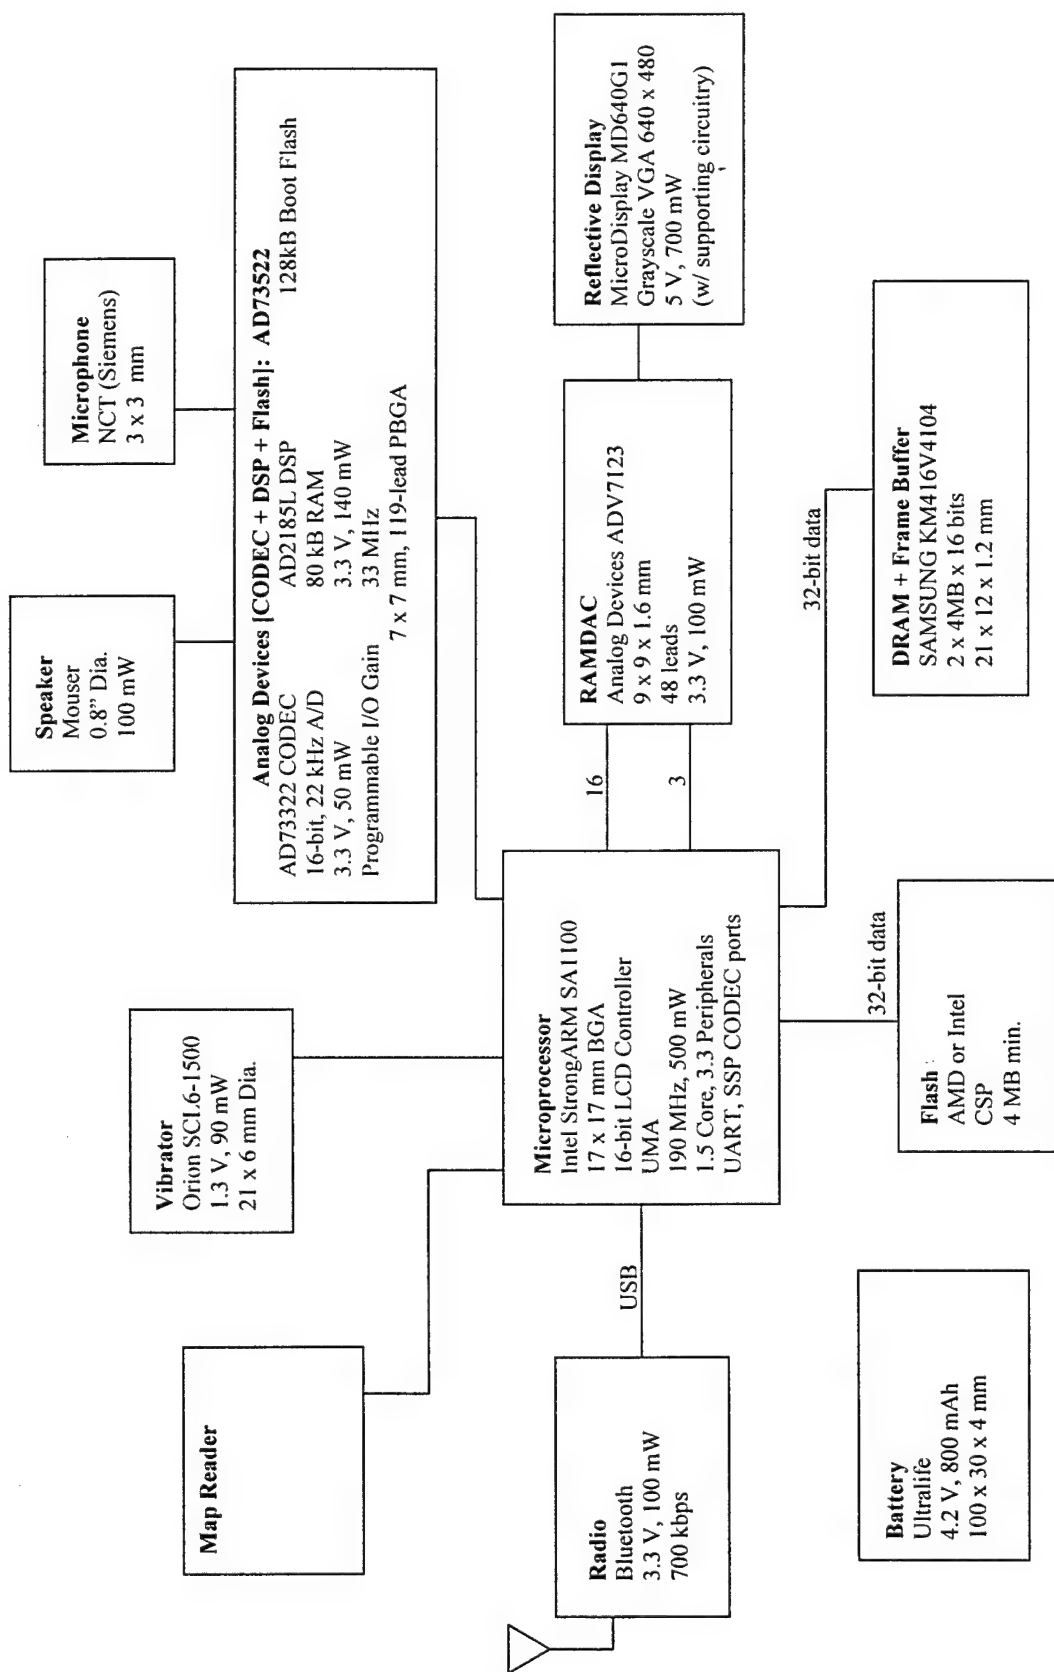 Map Reader
Vibrator
Orion SCL6-1500
1.3 V, 90 mW
21 x 6 mm Dia.
Speaker
Mouser
0.8" Dia.
100 mW
Microphone
NCT (Siemens)
3 x 3 mm
Analog Devices [CODEC + DSP + Flash]: AD73522
AD73322 CODEC
16-bit, 22 kHz A/D
3.3 V, 50 mW
Programmable I/O Gain
AD2185L DSP
80 kB RAM
3.3 V, 140 mW
33 MHz
7 x 7 mm, 119-lead PBGA
128kB Boot Flash
Radio
Bluetooth
3.3 V, 100 mW
700 kbps
USB
Microprocessor
Intel StrongARM SA1100
17 x 17 mm BGA
16-bit LCD Controller
UMA
190 MHz, 500 mW
1.5 Core, 3.3 Peripherals
UART, SSP CODEC ports
16
3
RAMDAC
Analog Devices ADV7123
9 x 9 x 1.6 mm
48 leads
3.3 V, 100 mW
Reflective Display
MicroDisplay MD640G1
Grayscale VGA 640 x 480
5 V, 700 mW
(w/ supporting circuitry)
Battery
Ultralife
4.2 V, 800 mAh
100 x 30 x 4 mm
32-bit data
Flash
AMD or Intel
CSP
4 MB min.
32-bit data
DRAM + Frame Buffer
SAMSUNG KM416V4104
2 x 4MB x 16 bits
21 x 12 x 1.2 mm